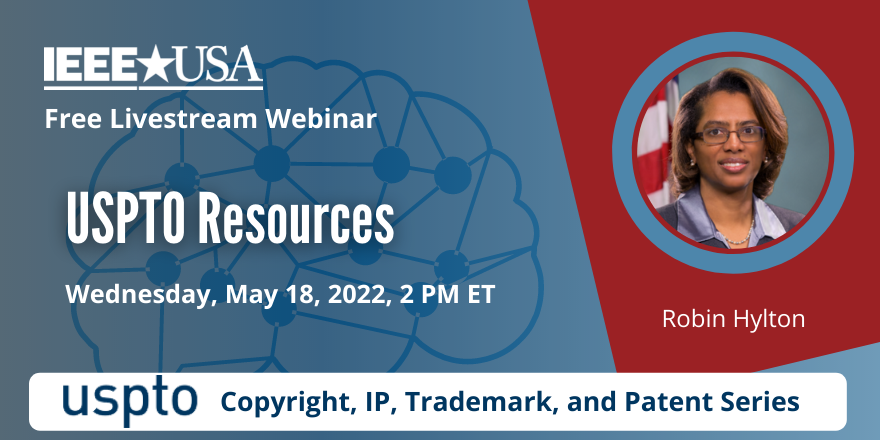 IEEE★USA
Free Livestream Webinar
USPTO Resources
Wednesday, May 18, 2022, 2 PM ET
Robin Hylton
uspto Copyright, IP, Trademark, and Patent Series